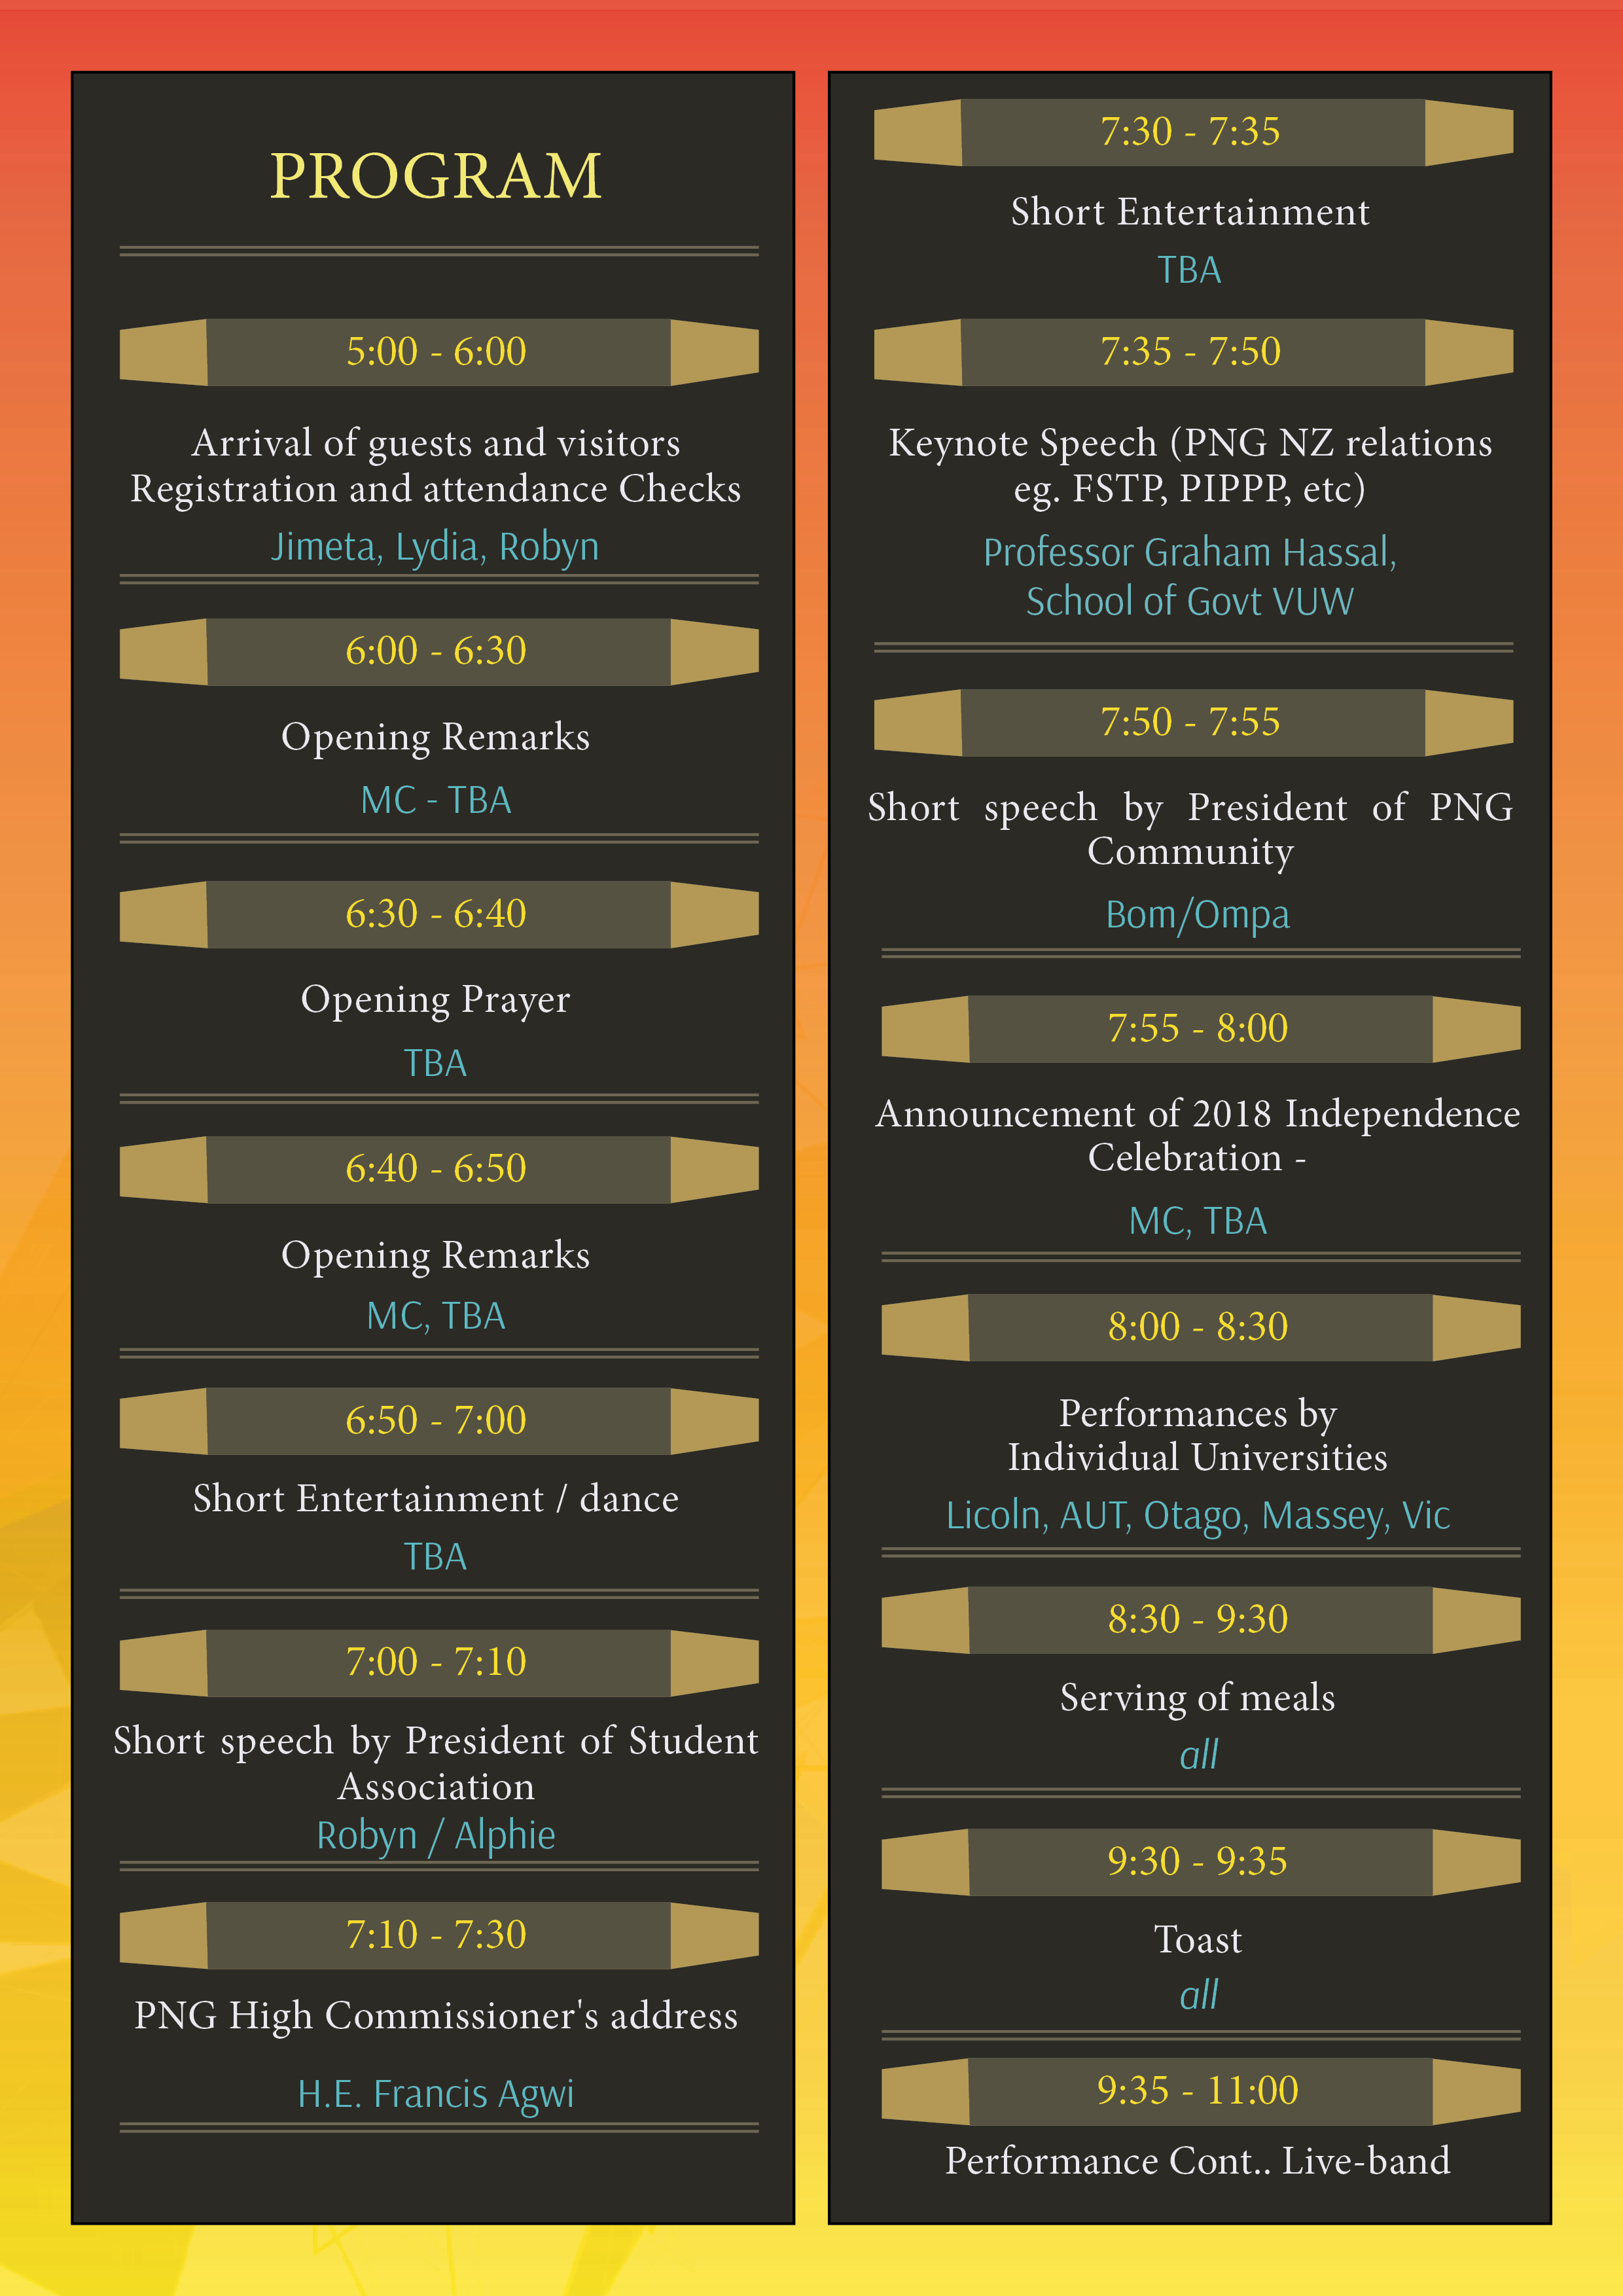 PROGRAM
5:00 - 6:00
Arrival of guests and visitors
Registration and attendance Checks
Jimeta, Lydia, Robyn
6:00 - 6:30
Opening Remarks
MC - TBA
6:30 - 6:40
Opening Prayer
TBA
6:40 - 6:50
Opening Remarks
MC, TBA
6:50 - 7:00
Short Entertainment / dance
TBA
7:00 - 7:10
Short speech by President of Student
Association
Robyn / Alphie
7:10 - 7:30
PNG High Commissioner's address
H.E. Francis Agwi
7:30 - 7:35
Short Entertainment
TBA
7:35 - 7:50
Keynote Speech (PNG NZ relations
eg. FSTP, PIPPP, etc)
Professor Graham Hassal,
School of Govt VUW
7:50 - 7:55
Short speech by President of PNG
Community
Bom/Ompa
7:55 - 8:00
Announcement of 2018 Independence
Celebration -
MC, TBA
8:00 - 8:30
Performances by
Individual Universities
Licoln, AUT, Otago, Massey, Vic
8:30 - 9:30
Serving of meals
all
9:30 - 9:35
Toast
all
9:35 - 11:00
Performance Cont.. Live-band